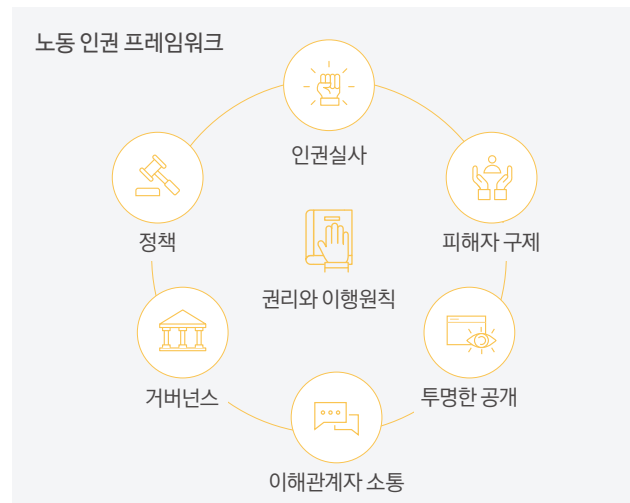 노동 인권 프레임워크
인권실사
정책
피해자 구제
권리와 이행원칙
거버넌스
투명한 공개
이해관계자 소통